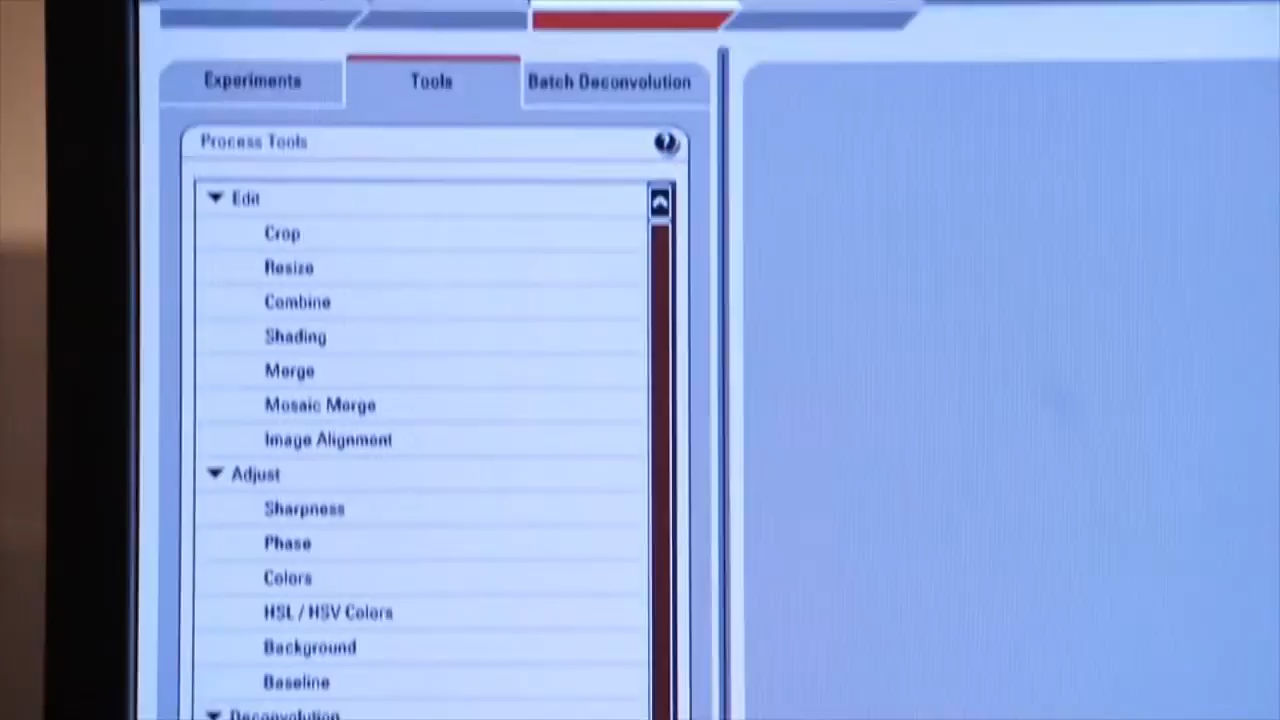 Experiments Tools Batch Deconvolution
Process Tools
Edit
Crop
Resize
Combine
Shading
Merge
Mosaic Merge
Image Alignment
Adjust
Sharpness
Phase
Colors
HSL / HSV Colors
Background
Baseline
Deconvolution